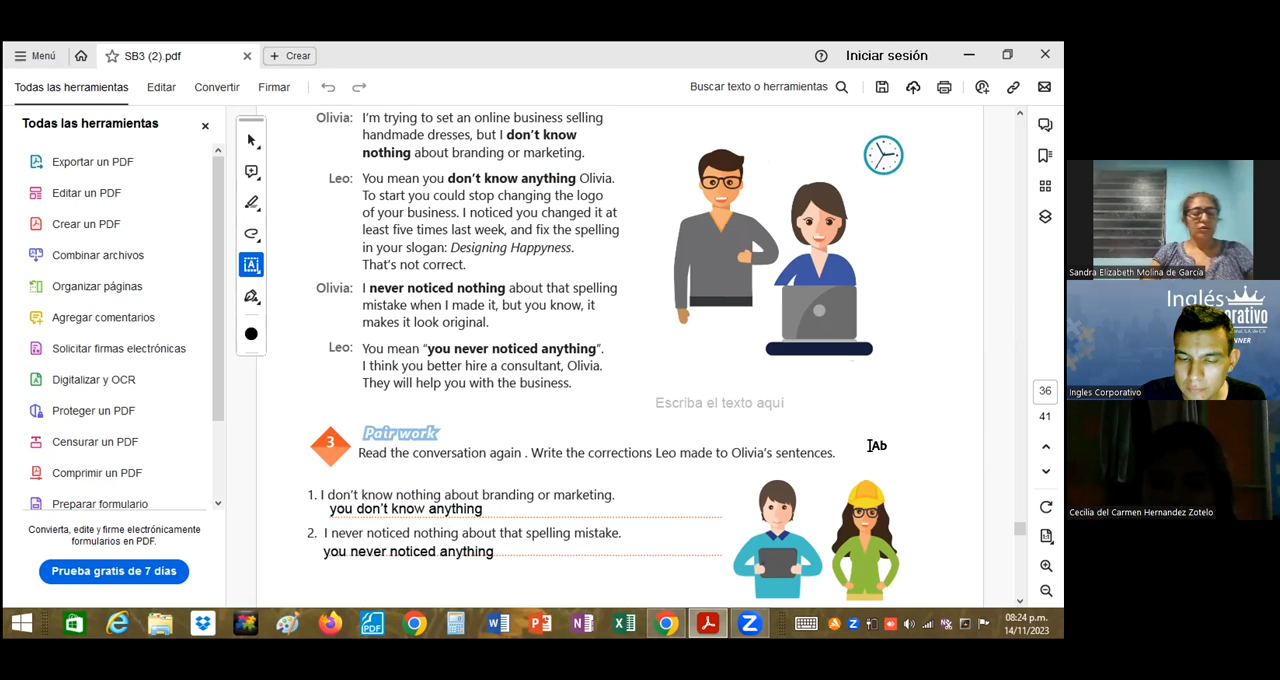 Menú
SB3 (2).pdf
Crear
Iniciar sesión
Todas las herramientas
Editar
Convertir
Firmar
Buscar texto o herramientas
Todas las herramientas
Exportar un PDF
Editar un PDF
Crear un PDF
Combinar archivos
Organizar páginas
Agregar comentarios
Solicitar firmas electrónicas
Digitalizar y OCR
Proteger un PDF
Censurar un PDF
Comprimir un PDF
Preparar formulario
Convierta, edite y firme electrónicamente
formularios en PDF.
Prueba gratis de 7 días
Olivia: I'm trying to set an online business selling
handmade dresses, but I don't know
nothing about branding or marketing.
Leo: You mean you don't know anything Olivia.
To start you could stop changing the logo
of your business. I noticed you changed it at
least five times last week, and fix the spelling
in your slogan: Designing Happyness.
That's not correct.
Olivia: I never noticed nothing about that spelling
mistake when I made it, but you know, it
makes it look original.
Leo: You mean "you never noticed anything".
I think you better hire a consultant, Olivia.
They will help you with the business.
Escriba el texto aquí
3
Pair work
Read the conversation again . Write the corrections Leo made to Olivia's sentences.
Ab
1. I don't know nothing about branding or marketing.
you don't know anything
2. I never noticed nothing about that spelling mistake.
you never noticed anything
36
41
Sandra Elizabeth Molina de García
Inglés
Ingles Corporativo
Cecilia del Carmen Hernandez Zotelo
08:24 p.m.
14/11/2023